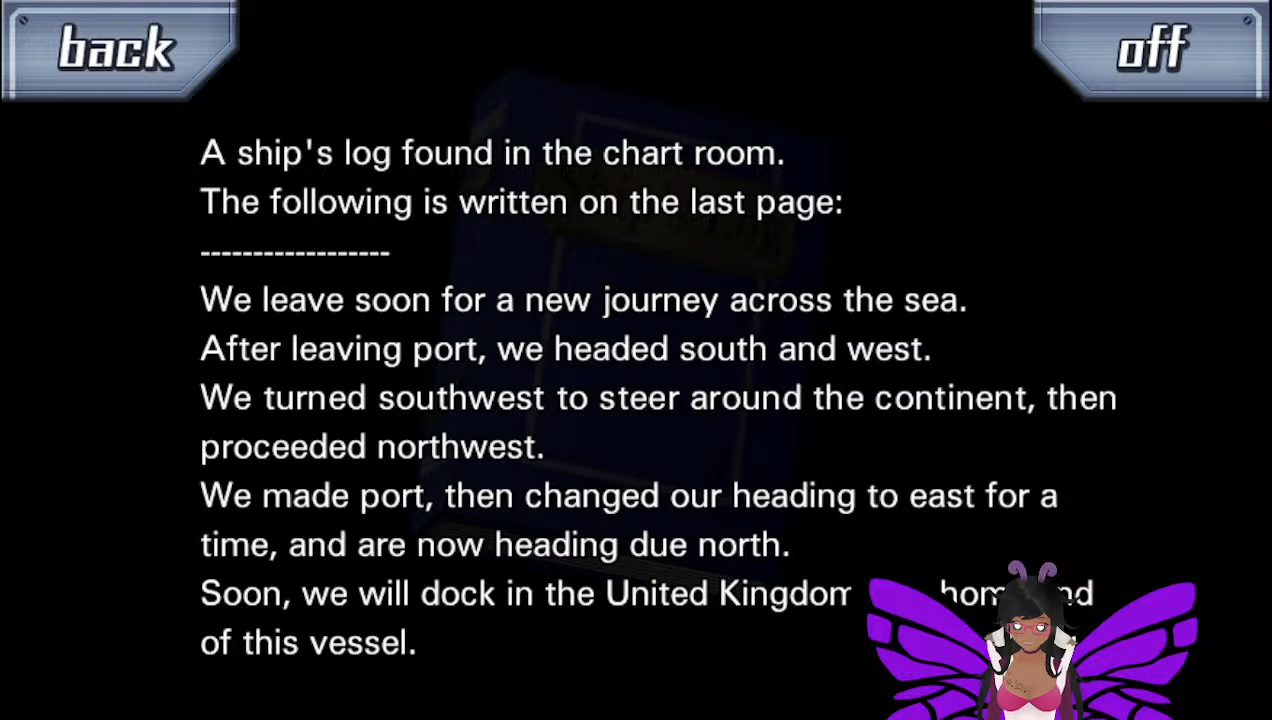 back
off
A ship's log found in the chart room.
The following is written on the last page:
------------------
We leave soon for a new journey across the sea.
After leaving port, we headed south and west.
We turned southwest to steer around the continent, then
proceeded northwest.
We made port, then changed our heading to east for a
time, and are now heading due north.
Soon, we will dock in the United Kingdom
of this vessel.